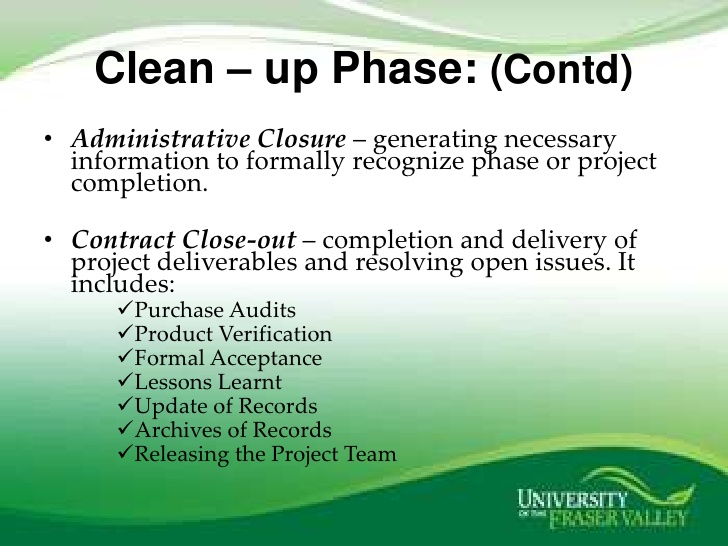 Clean – up Phase: (Contd)
• Administrative Closure – generating necessary
information to formally recognize phase or project
completion.
• Contract Close-out – completion and delivery of
project deliverables and resolving open issues. It
includes:
✓Purchase Audits
✓Product Verification
✓Formal Acceptance
✓Lessons Learnt
✓Update of Records
✓Archives of Records
✓Releasing the Project Team
UNIVERSITY
OF THE FRASER VALLEY